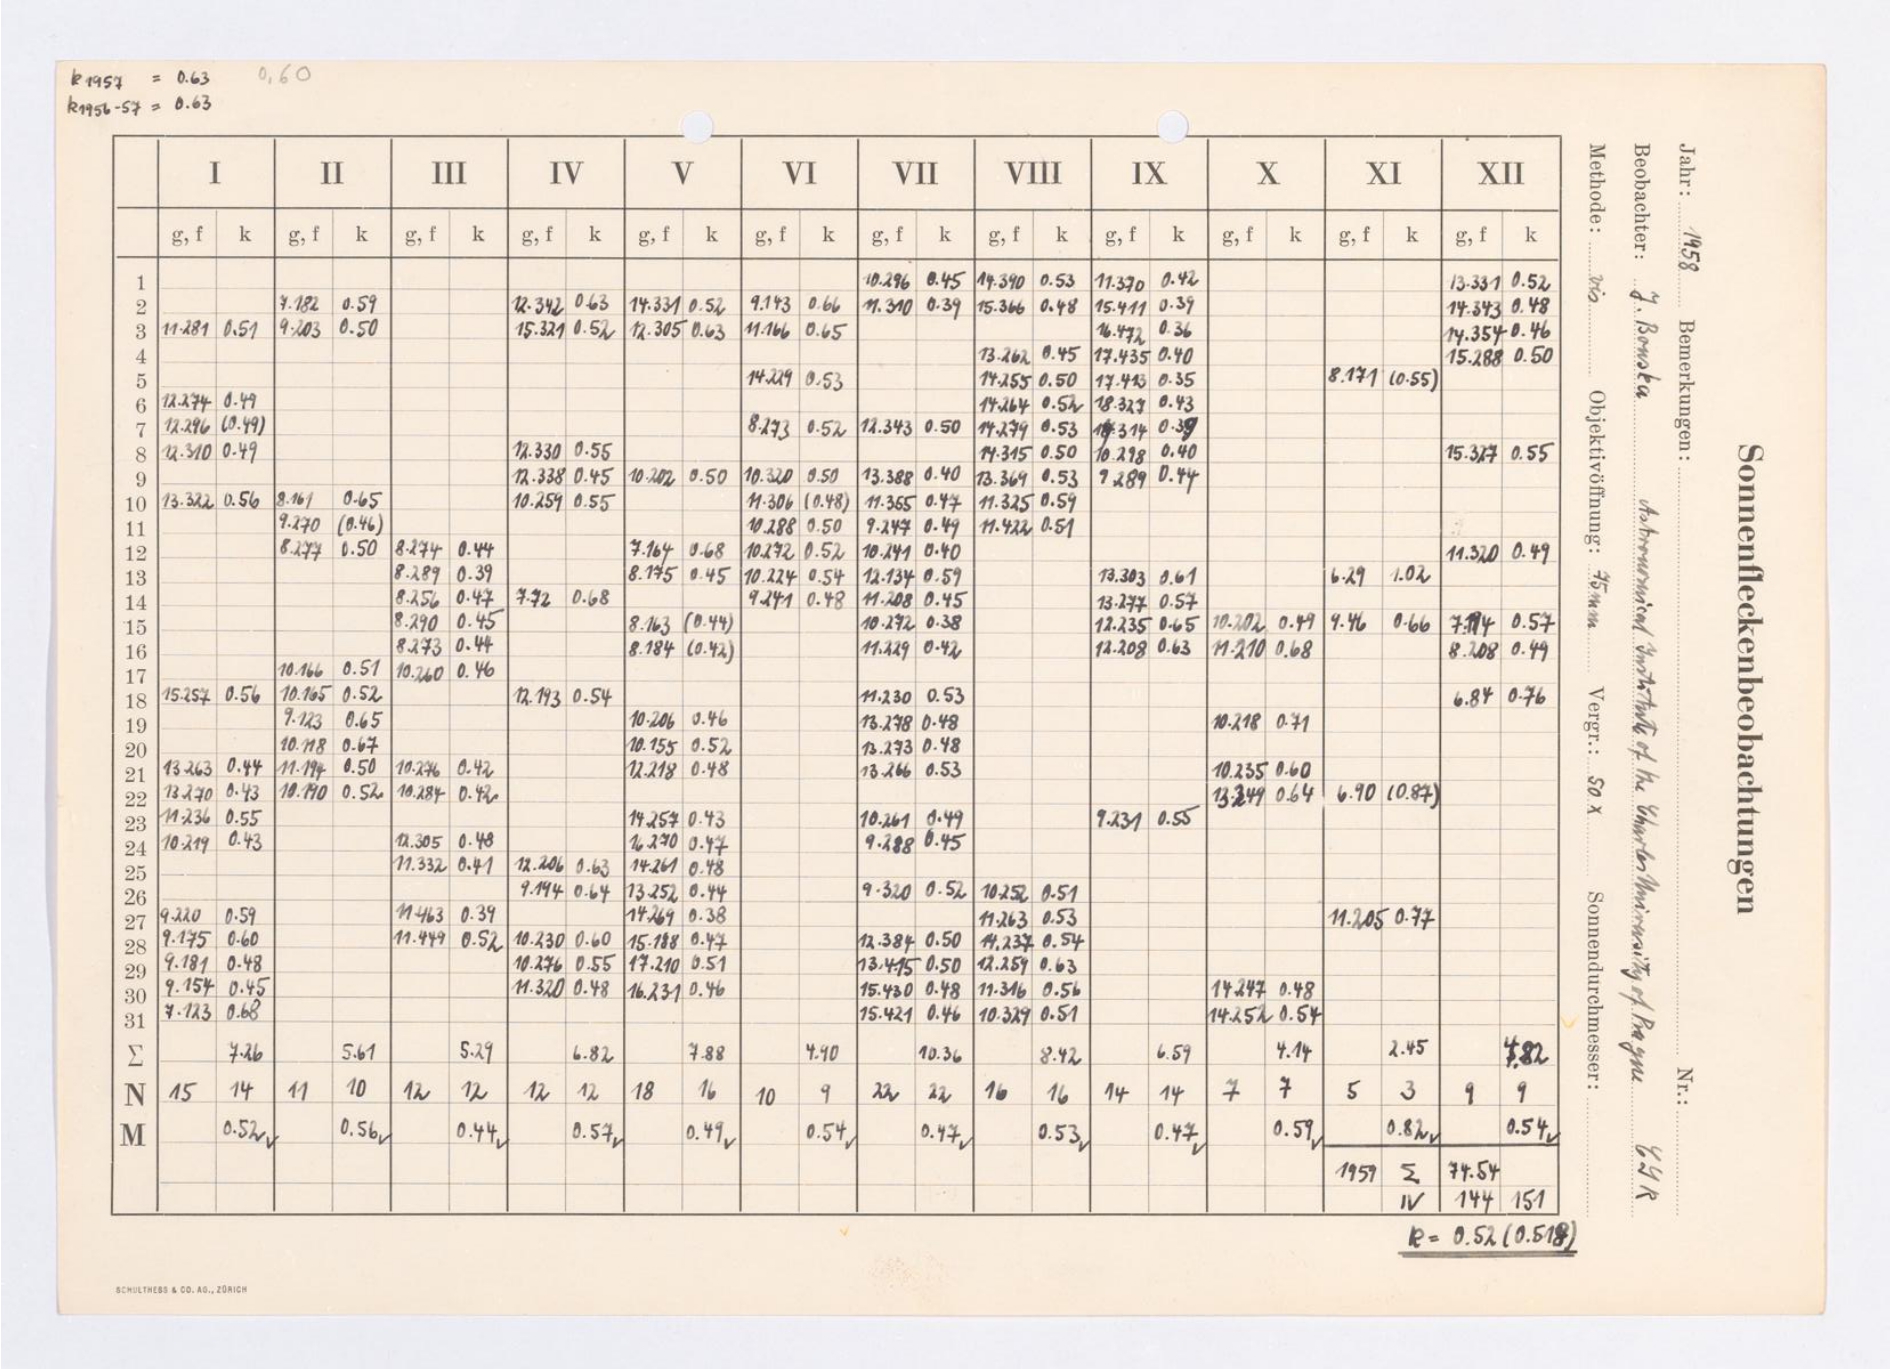 k1957 = 0.63 0,60
k1956-57 = 0.63
I II III IV V VI VII VIII IX X XI XII
g, f k g, f k g, f k g, f k g, f k g, f k g, f k g, f k g, f k g, f k g, f k g, f k
1 10.296 0.45 14.390 0.53 11.370 0.42 13.331 0.52
2 7.182 0.59 12.342 0.63 14.331 0.52 9.143 0.66 11.310 0.39 15.366 0.48 15.411 0.39 14.343 0.48
3 11.281 0.51 9.203 0.50 15.321 0.52 12.305 0.63 11.166 0.65 16.472 0.36 14.354 0.46
4 13.262 0.45 17.435 0.40 15.288 0.50
5 14.229 0.53 14.255 0.50 17.413 0.35 8.171 (0.55)
6 12.274 0.49 14.264 0.52 18.327 0.43
7 12.296 (0.49) 8.273 0.52 12.343 0.50 14.279 0.53 14.314 0.39
8 12.310 0.49 12.330 0.55 14.315 0.50 10.298 0.40 15.327 0.55
9 12.338 0.45 10.202 0.50 10.320 0.50 13.388 0.40 13.369 0.53 9.289 0.44
10 13.322 0.56 8.161 0.65 10.259 0.55 11.306 (0.48) 11.355 0.47 11.325 0.59
11 9.270 (0.46) 10.288 0.50 9.247 0.49 11.422 0.51
12 8.277 0.50 8.274 0.44 7.164 0.68 10.272 0.52 10.241 0.40 11.320 0.49
13 8.289 0.39 8.175 0.45 10.224 0.54 12.134 0.59 13.303 0.61 6.29 1.02
14 8.256 0.47 7.72 0.68 9.241 0.48 11.208 0.45 13.277 0.57
15 8.290 0.45 8.163 (0.44) 10.272 0.38 12.235 0.65 10.202 0.49 9.46 0.66 7.194 0.57
16 8.273 0.44 8.184 (0.42) 11.229 0.42 12.208 0.63 11.210 0.68 8.208 0.49
17 10.166 0.51 10.260 0.46
18 15.257 0.56 10.165 0.52 12.193 0.54 11.230 0.53 6.84 0.76
19 9.123 0.65 10.206 0.46 13.278 0.48 10.218 0.71
20 10.118 0.67 10.155 0.52 13.273 0.48
21 13.263 0.44 11.194 0.50 10.276 0.42 12.218 0.48 13.266 0.53 10.235 0.60
22 13.270 0.43 10.190 0.52 10.284 0.42 13.249 0.64 6.90 (0.87)
23 11.236 0.55 14.257 0.43 10.261 0.49 9.231 0.55
24 10.219 0.43 12.305 0.48 16.270 0.47 9.288 0.45
25 11.332 0.41 12.206 0.63 14.261 0.48
26 9.194 0.64 13.252 0.44 9.320 0.52 10.252 0.51
27 9.220 0.59 11.463 0.39 14.269 0.38 11.263 0.53 11.205 0.77
28 9.175 0.60 11.449 0.52 10.230 0.60 15.188 0.47 12.384 0.50 14.237 0.54
29 9.181 0.48 10.276 0.55 17.210 0.51 13.415 0.50 12.259 0.63
30 9.154 0.45 11.320 0.48 16.231 0.46 15.430 0.48 11.316 0.56 14.247 0.48
31 7.123 0.68 15.421 0.46 10.329 0.51 14.252 0.54
Σ 7.26 5.61 5.29 6.82 7.88 4.90 10.36 8.42 6.59 4.14 2.45 4.82
N 15 14 11 10 12 12 12 12 18 16 10 9 22 22 16 16 14 14 7 7 5 3 9 9
M 0.52 0.56 0.44 0.57 0.49 0.54 0.47 0.53 0.47 0.59 0.82 0.54
1959 Σ 74.54
N 144 151
k = 0.52 (0.518)
SCHULTHESS & CO. AG., ZÜRICH
Sonnenfleckenbeobachtungen
Jahr: 1958 Bemerkungen: Nr.:
Beobachter: J. Bouska Astronomical Institute of the Charles University of Prague ČSR
Methode: vis Objektivöffnung: 75mm Vergr.: 50 x Sonnendurchmesser: